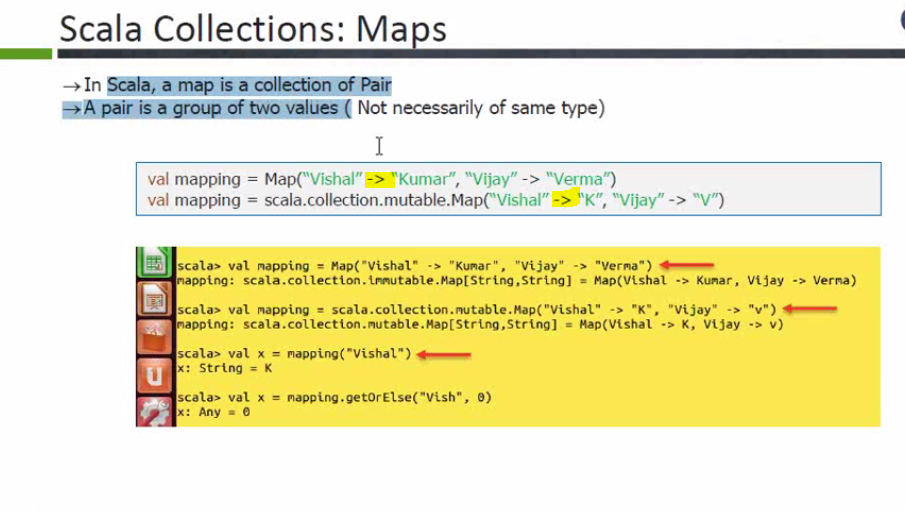 Scala Collections: Maps
→In Scala, a map is a collection of Pair
→A pair is a group of two values ( Not necessarily of same type)
val mapping = Map(“Vishal” -> “Kumar”, “Vijay” -> “Verma”)
val mapping = scala.collection.mutable.Map(“Vishal” -> “K”, “Vijay” -> “V”)
scala> val mapping = Map("Vishal" -> "Kumar", "Vijay" -> "Verma")
mapping: scala.collection.immutable.Map[String,String] = Map(Vishal -> Kumar, Vijay -> Verma)
scala> val mapping = scala.collection.mutable.Map("Vishal" -> "K", "Vijay" -> "v")
mapping: scala.collection.mutable.Map[String,String] = Map(Vishal -> K, Vijay -> v)
scala> val x = mapping("Vishal")
x: String = K
scala> val x = mapping.getOrElse("Vish", 0)
x: Any = 0